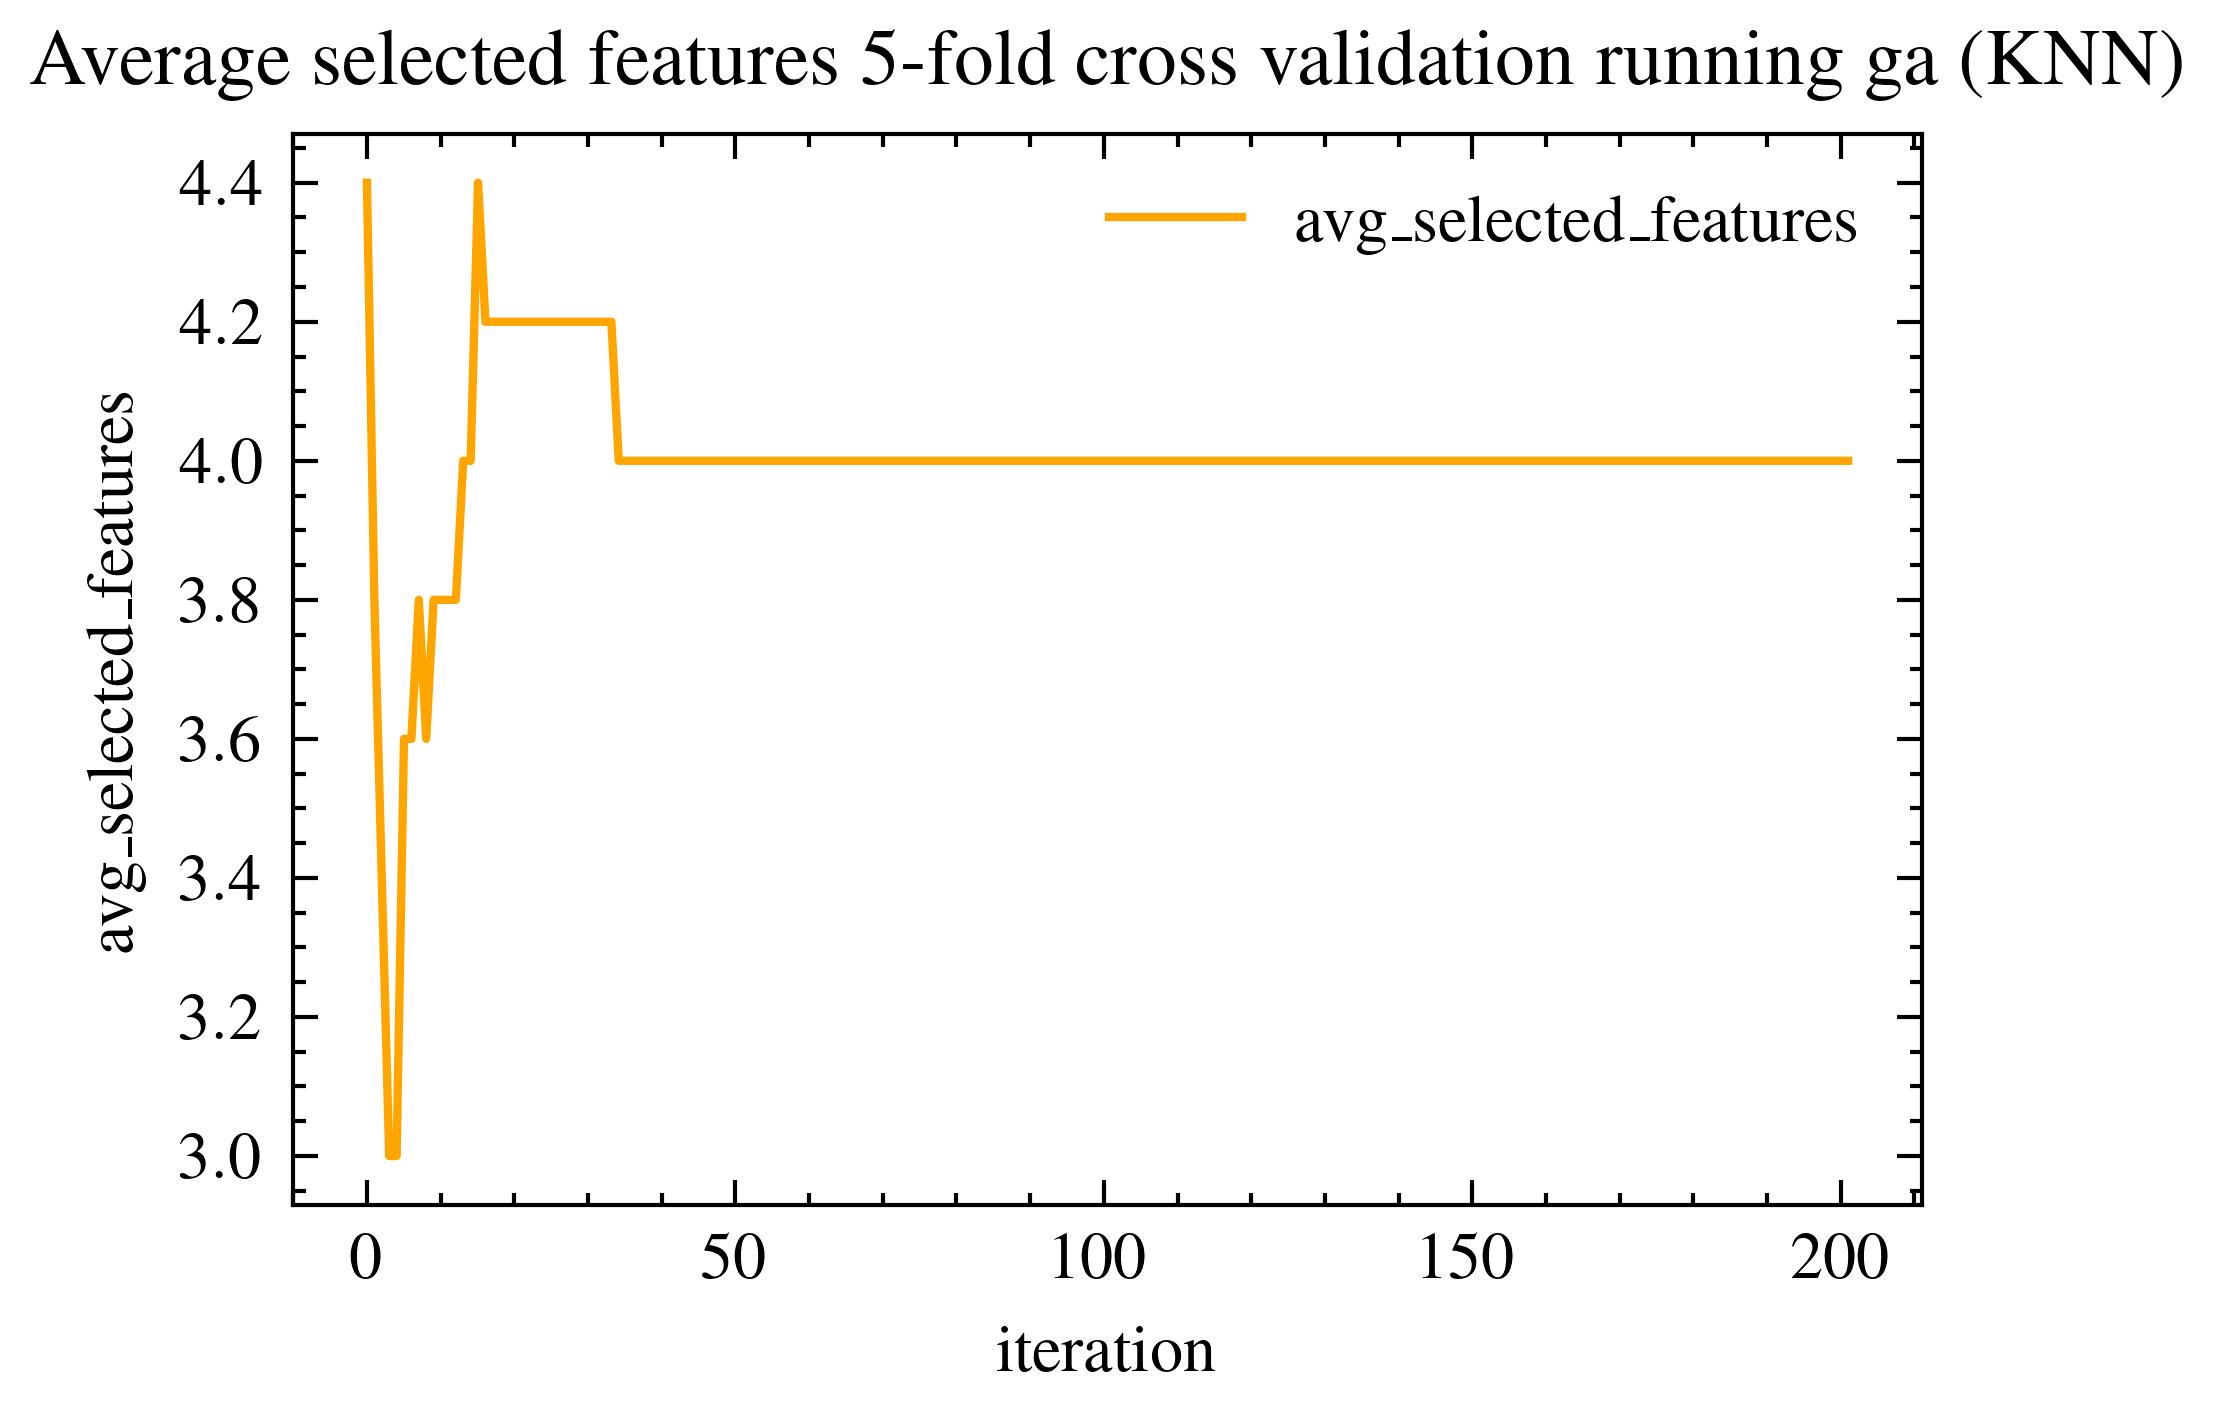 Average selected features 5-fold cross validation running ga (KNN)
avg_selected_features
avg_selected_features
4.4
4.2
4.0
3.8
3.6
3.4
3.2
3.0
0 50 100 150 200
iteration